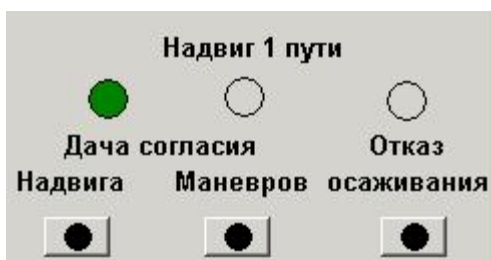 Надвиг 1 пути
Дача согласия Отказ
Надвига Маневров осаживания